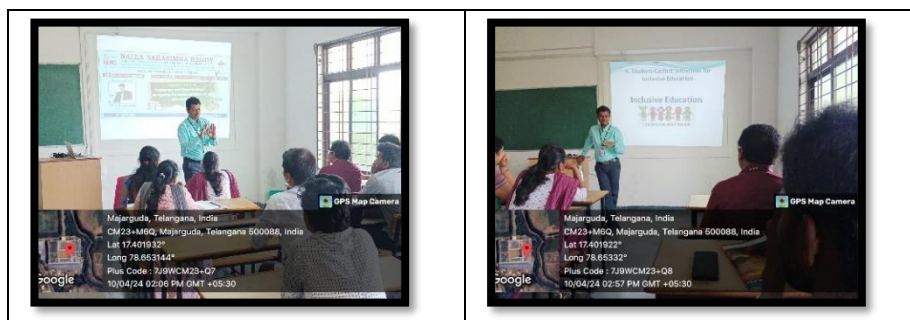 NALLA NARASIMHA REDDY
GPS Map Camera
Majarguda, Telangana, India
CM23+M6Q, Majarguda, Telangana 500088, India
Lat 17.401932°
Long 78.653144°
Plus Code : 7J9WCM23+Q7
10/04/24 02:06 PM GMT +05:30
Google
Inclusive Education
Inclusive Education
GPS Map Camera
Majarguda, Telangana, India
CM23+M6Q, Majarguda, Telangana 500088, India
Lat 17.401922°
Long 78.65332°
Plus Code : 7J9WCM23+Q8
10/04/24 02:57 PM GMT +05:30
Google